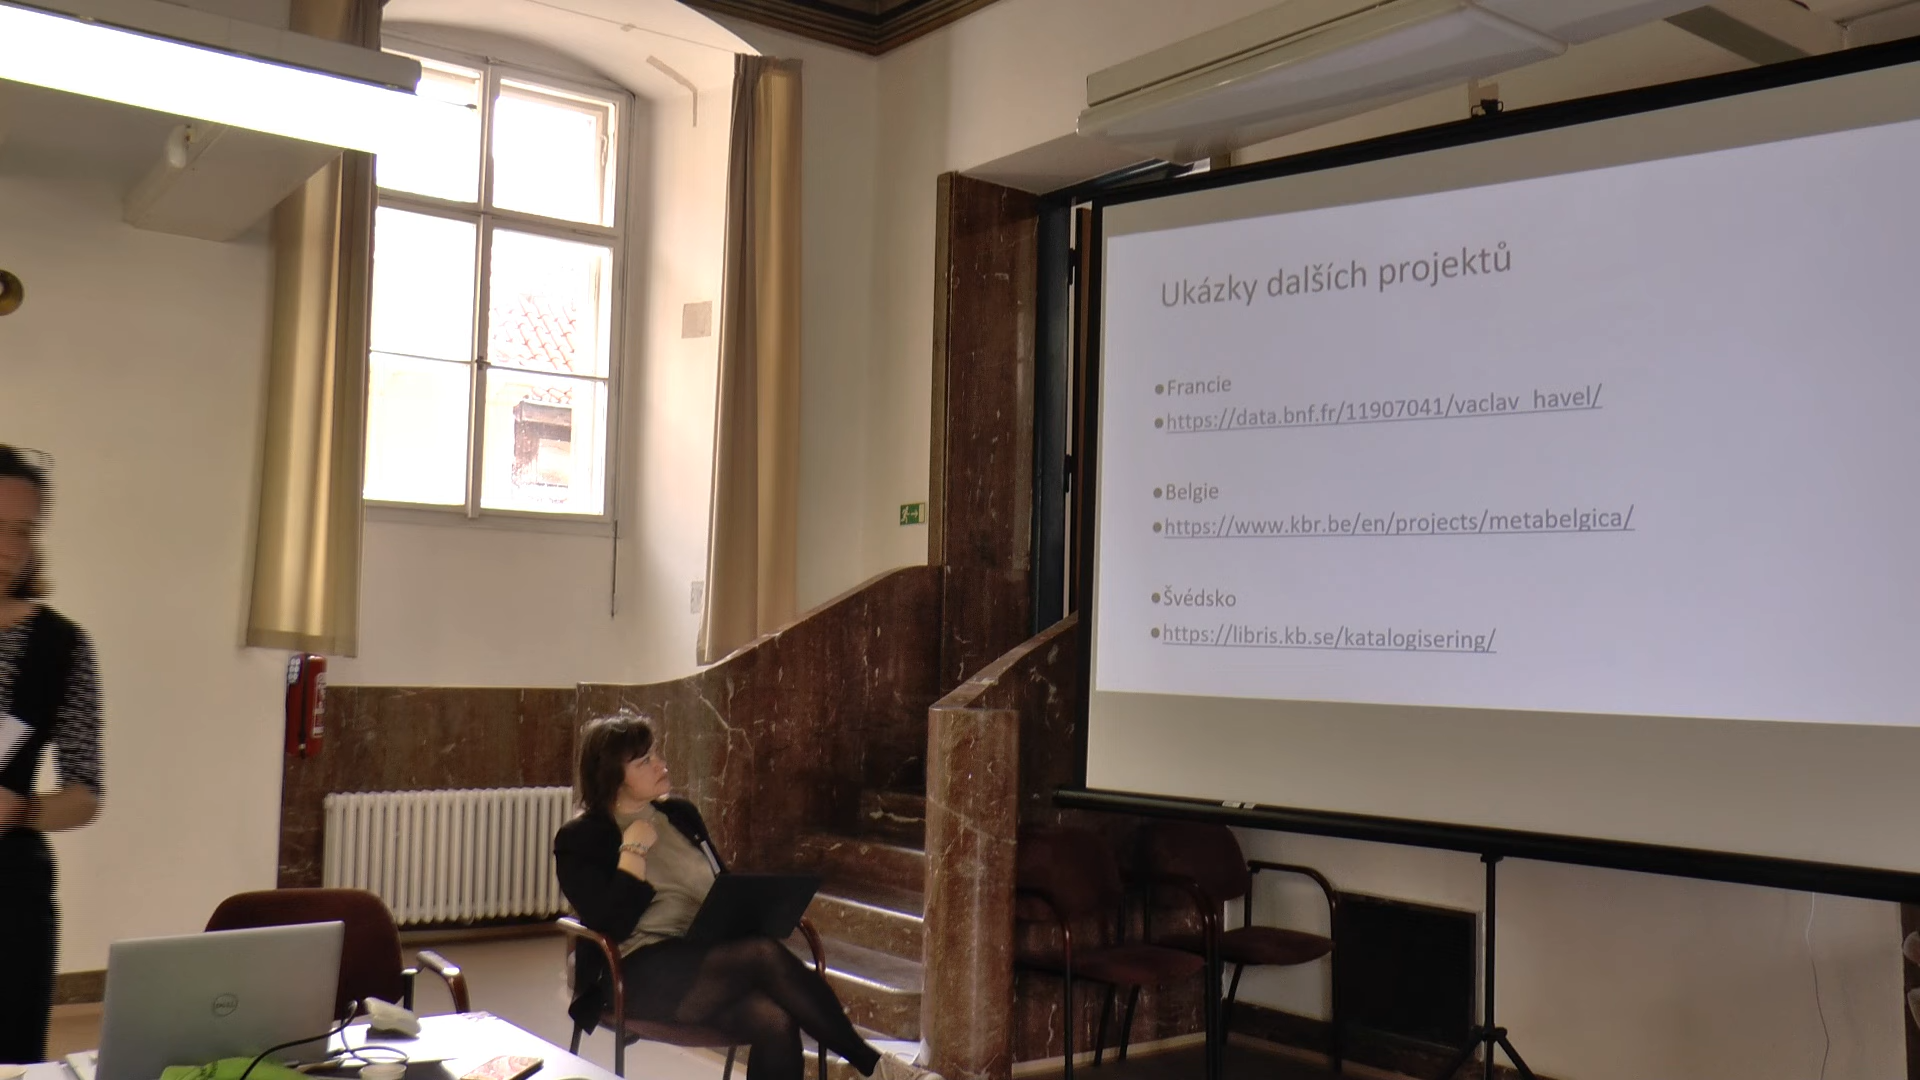 Ukázky dalších projektů
•Francie
•https://data.bnf.fr/11907041/vaclav_havel/
•Belgie
•https://www.kbr.be/en/projects/metabelgica/
•Švédsko
•https://libris.kb.se/katalogisering/
DELL